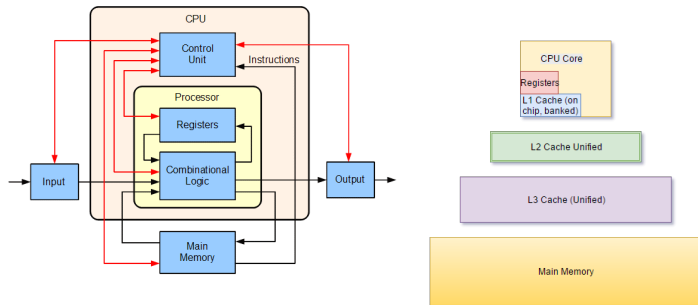 CPU
Control
Unit
Instructions
Processor
Registers
Combinational
Logic
Input
Output
Main
Memory
CPU Core
Registers
L1 Cache (on
chip, banked)
L2 Cache Unified
L3 Cache (Unified)
Main Memory